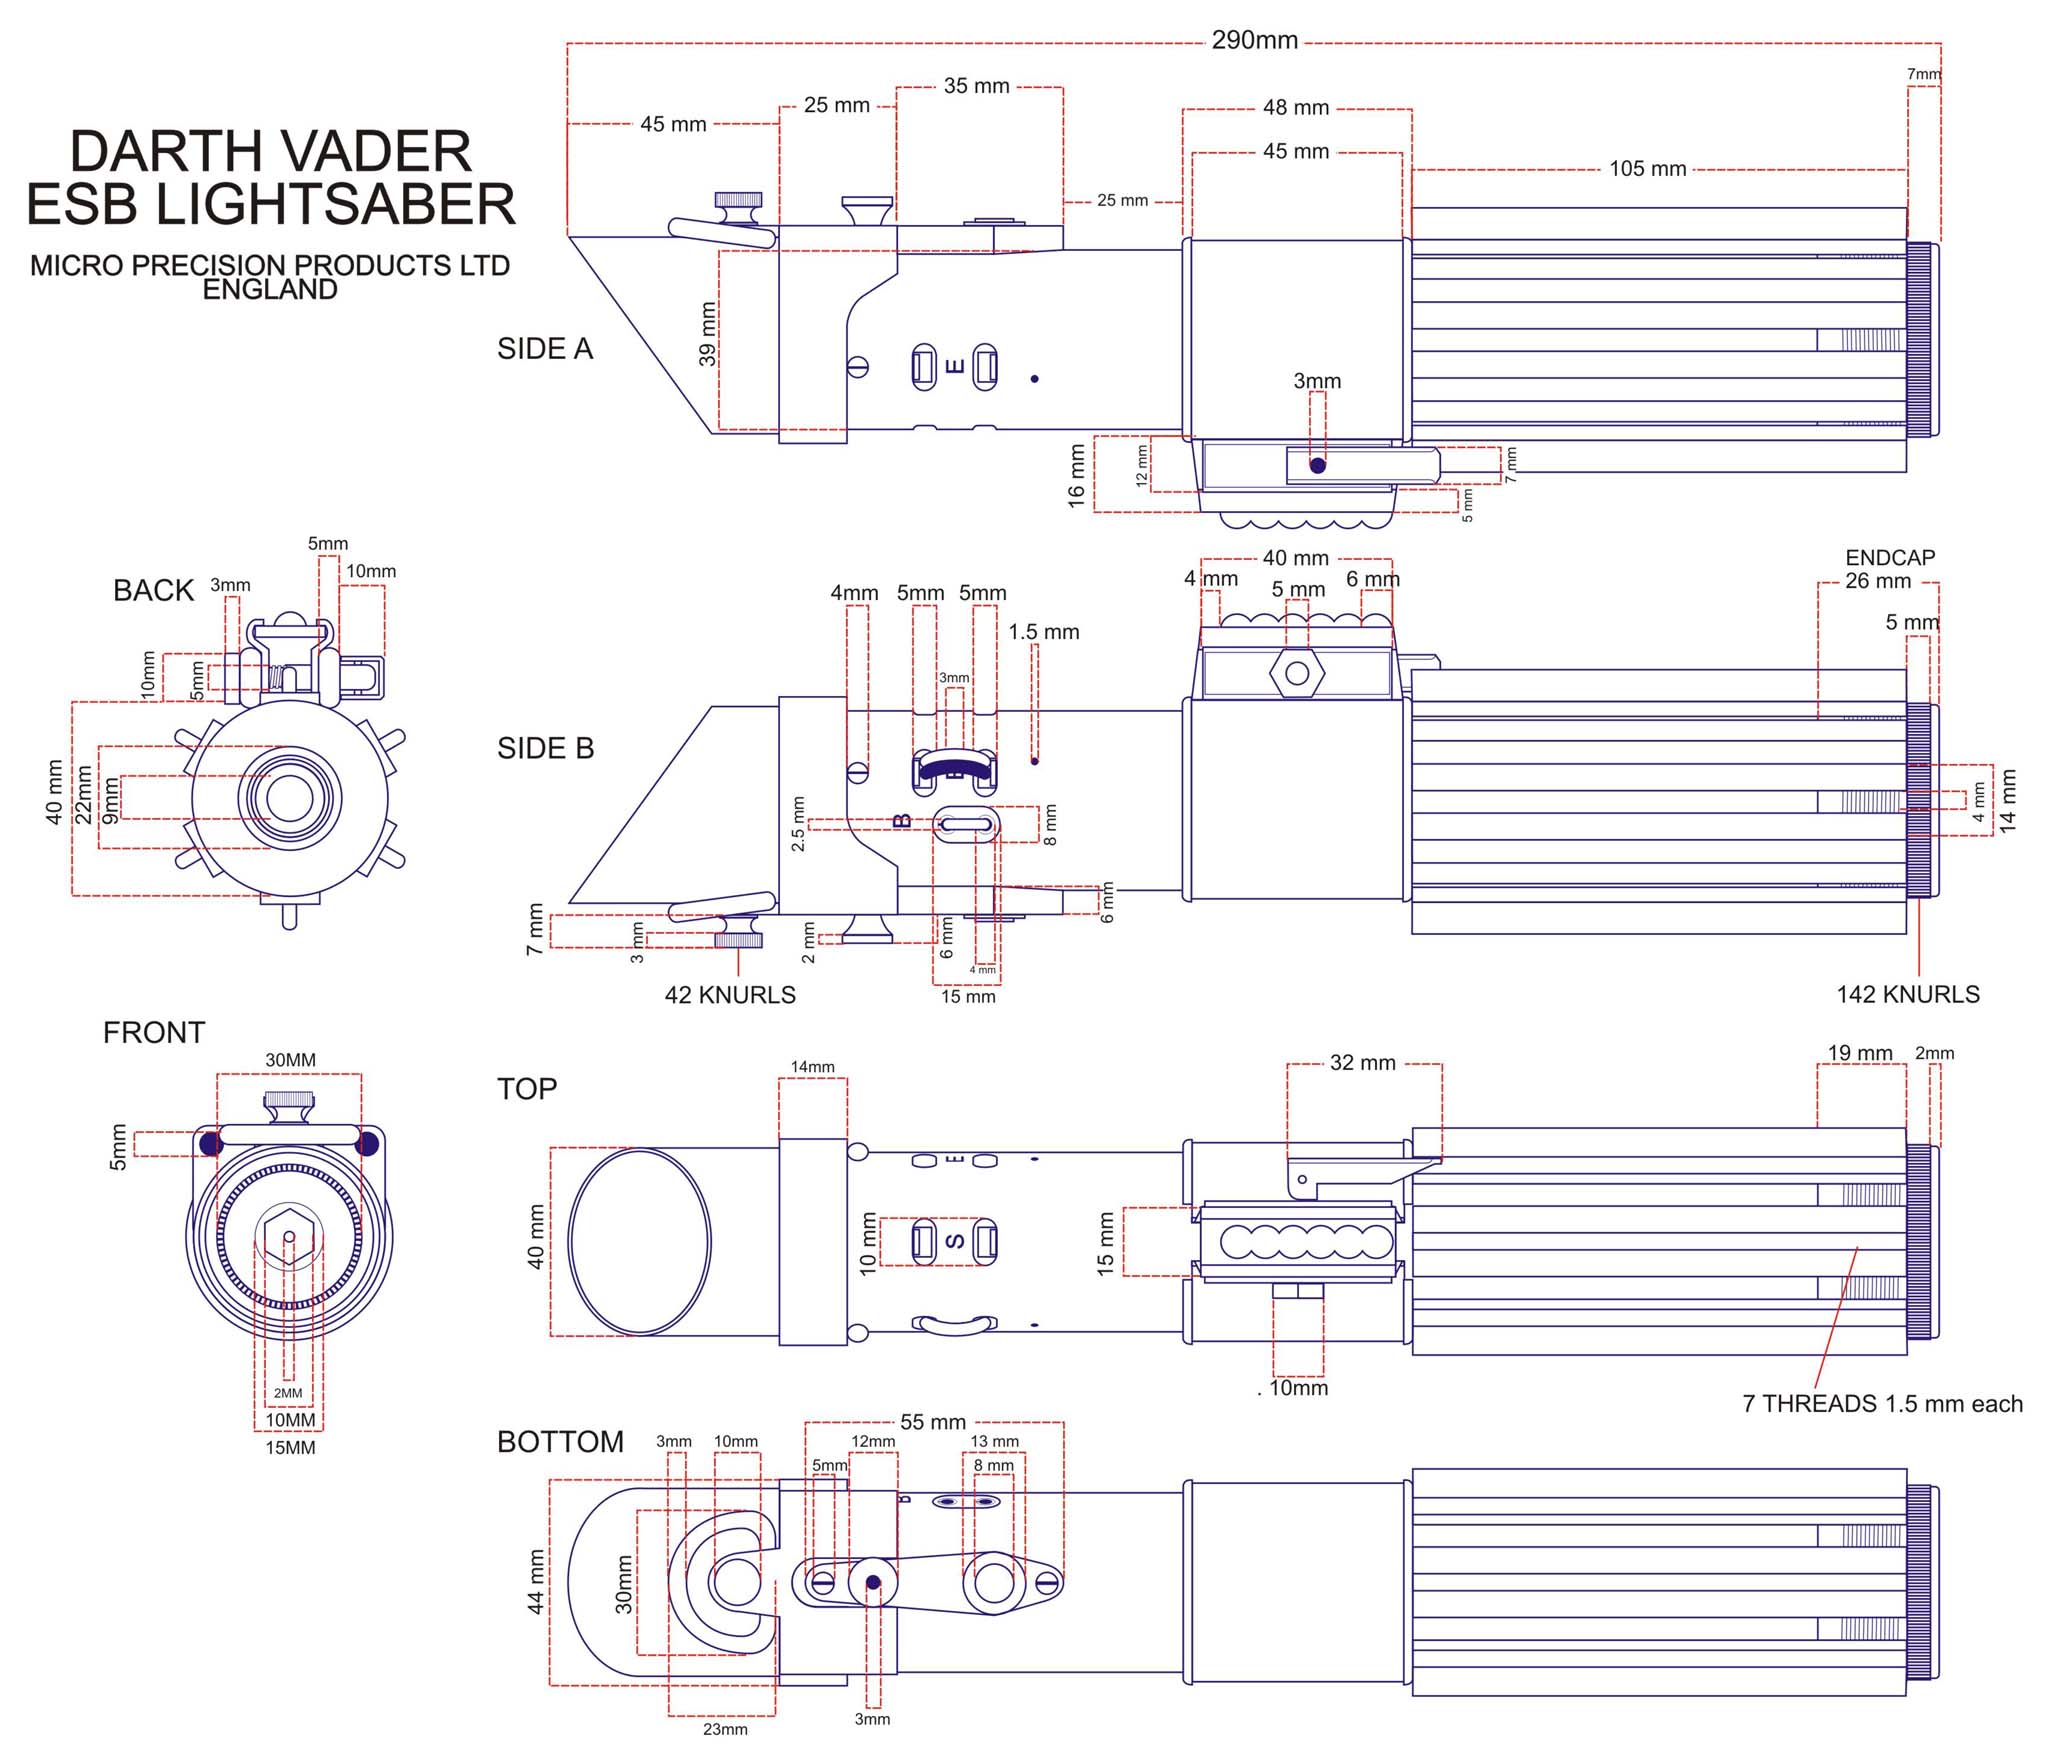 DARTH VADER
ESB LIGHTSABER
MICRO PRECISION PRODUCTS LTD
ENGLAND
290mm
7mm
35 mm
25 mm
48 mm
45 mm
45 mm
105 mm
25 mm
39 mm
SIDE A
E
3mm
16 mm
12 mm
7 mm
5 mm
BACK
5mm
3mm
10mm
10mm
5mm
40 mm
22mm
9mm
SIDE B
4mm
5mm
5mm
1.5 mm
3mm
40 mm
4 mm
5 mm
6 mm
ENDCAP
26 mm
5 mm
4 mm
14 mm
B
2.5 mm
8 mm
6 mm
7 mm
3 mm
2 mm
6 mm
4 mm
15 mm
42 KNURLS
142 KNURLS
FRONT
30MM
5mm
2MM
10MM
15MM
TOP
14mm
32 mm
19 mm
2mm
E
S
40 mm
10 mm
15 mm
. 10mm
7 THREADS 1.5 mm each
BOTTOM
55 mm
3mm
10mm
12mm
13 mm
5mm
8 mm
B
44 mm
30mm
3mm
23mm